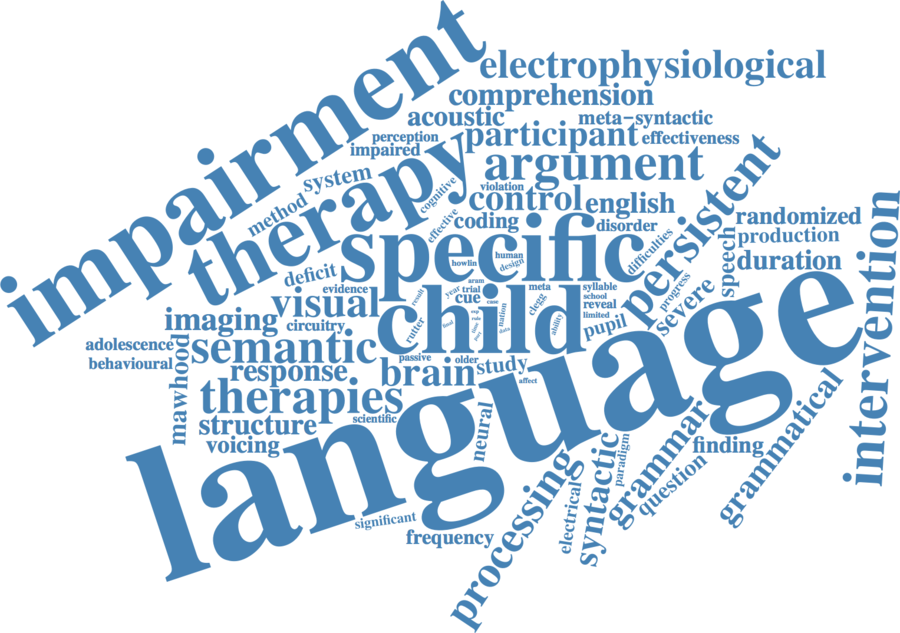 impairment
electrophysiological
comprehension
acoustic
meta-syntactic
perception
participant
effectiveness
impaired
therapy
argument
system
cognitive
violation
persistent
method
control
english
effective
coding
disorder
randomized
intervention
specific
speech
production
difficulties
duration
deficit
howlin
human
design
evidence
visual
aram
year
trial
meta
syllable
progress
severe
result
cue
case
school
reveal
imaging
circuitry
child
nation
clegg
limited
rutter
ability
pupil
adolescence
semantic
behavioural
mawhood
passive
older
study
response
brain
affect
language
therapies
scientific
structure
neural
voicing
grammar
finding
grammatical
syntactic
paradigm
processing
question
electrical
significant
frequency